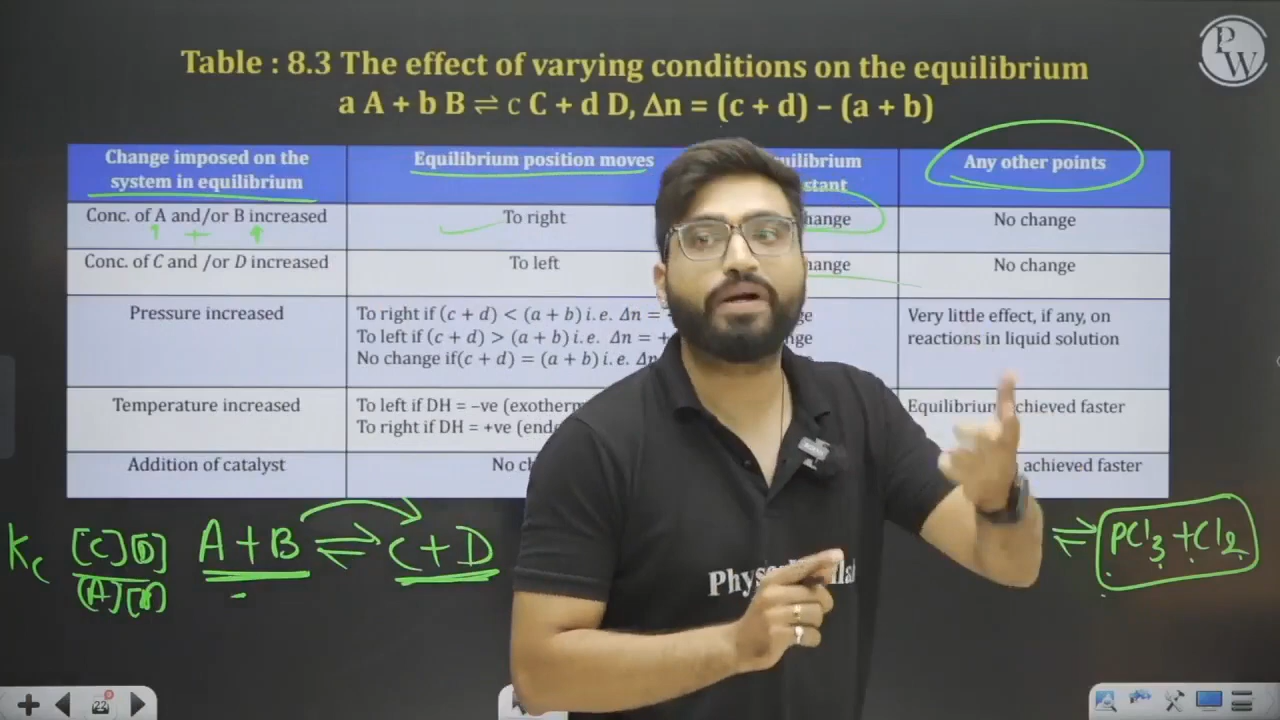 PW
Table : 8.3 The effect of varying conditions on the equilibrium
a A + b B ⇌ c C + d D, Δn = (c + d) − (a + b)
Change imposed on the system in equilibrium
Equilibrium position moves
Any other points
Conc. of A and/or B increased
To right
No change
Conc. of C and /or D increased
To left
No change
Pressure increased
To right if (c + d) < (a + b) i.e. Δn =
To left if (c + d) > (a + b) i.e. Δn = +
No change if(c + d) = (a + b) i.e.
Very little effect, if any, on
reactions in liquid solution
Temperature increased
To left if DH = −ve
To right if DH = +ve
faster
Addition of catalyst
No
achieved faster
Kc [C][D]
[A][B]
A + B ⇌ C + D
⇌ PCl3 + Cl2
22